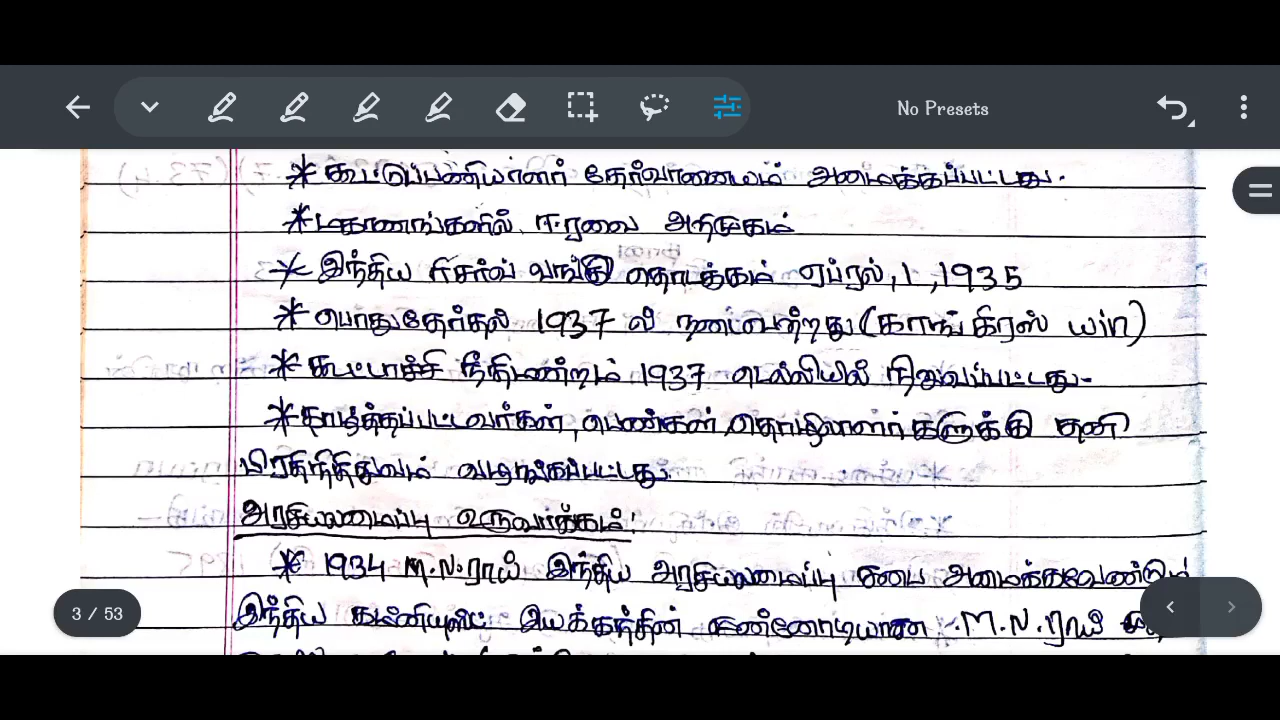 No Presets
* கூட்டுப்பணியாளர் தேர்வாணையம் அமைக்கப்பட்டது.
* மாகாணங்களில் ஈரவை அறிமுகம்
* இந்திய ரிசர்வ் வங்கி தொடக்கம் ஏப்ரல், 1, 1935
* பொதுதேர்தல் 1937 ல் நடைபெற்றது (காங்கிரஸ் win)
* கூட்டாச்சி நீதிமன்றம் 1937 டெல்லியில் நிறுவப்பட்டது.
* தாழ்த்தப்பட்டவர்கள், பெண்கள், தொழிலாளர்களுக்கு தனி
பிரதிநிதித்துவம் வழங்கப்பட்டது.
அரசியலமைப்பு உருவாக்கம்:
* 1934 M.N.ராய் இந்திய அரசியலமைப்பு சபை அமைக்கவேண்டும்
இந்திய கம்னியூஸ்ட் இயக்கத்தின் முன்னோடியான M.N.ராய்
3 / 53